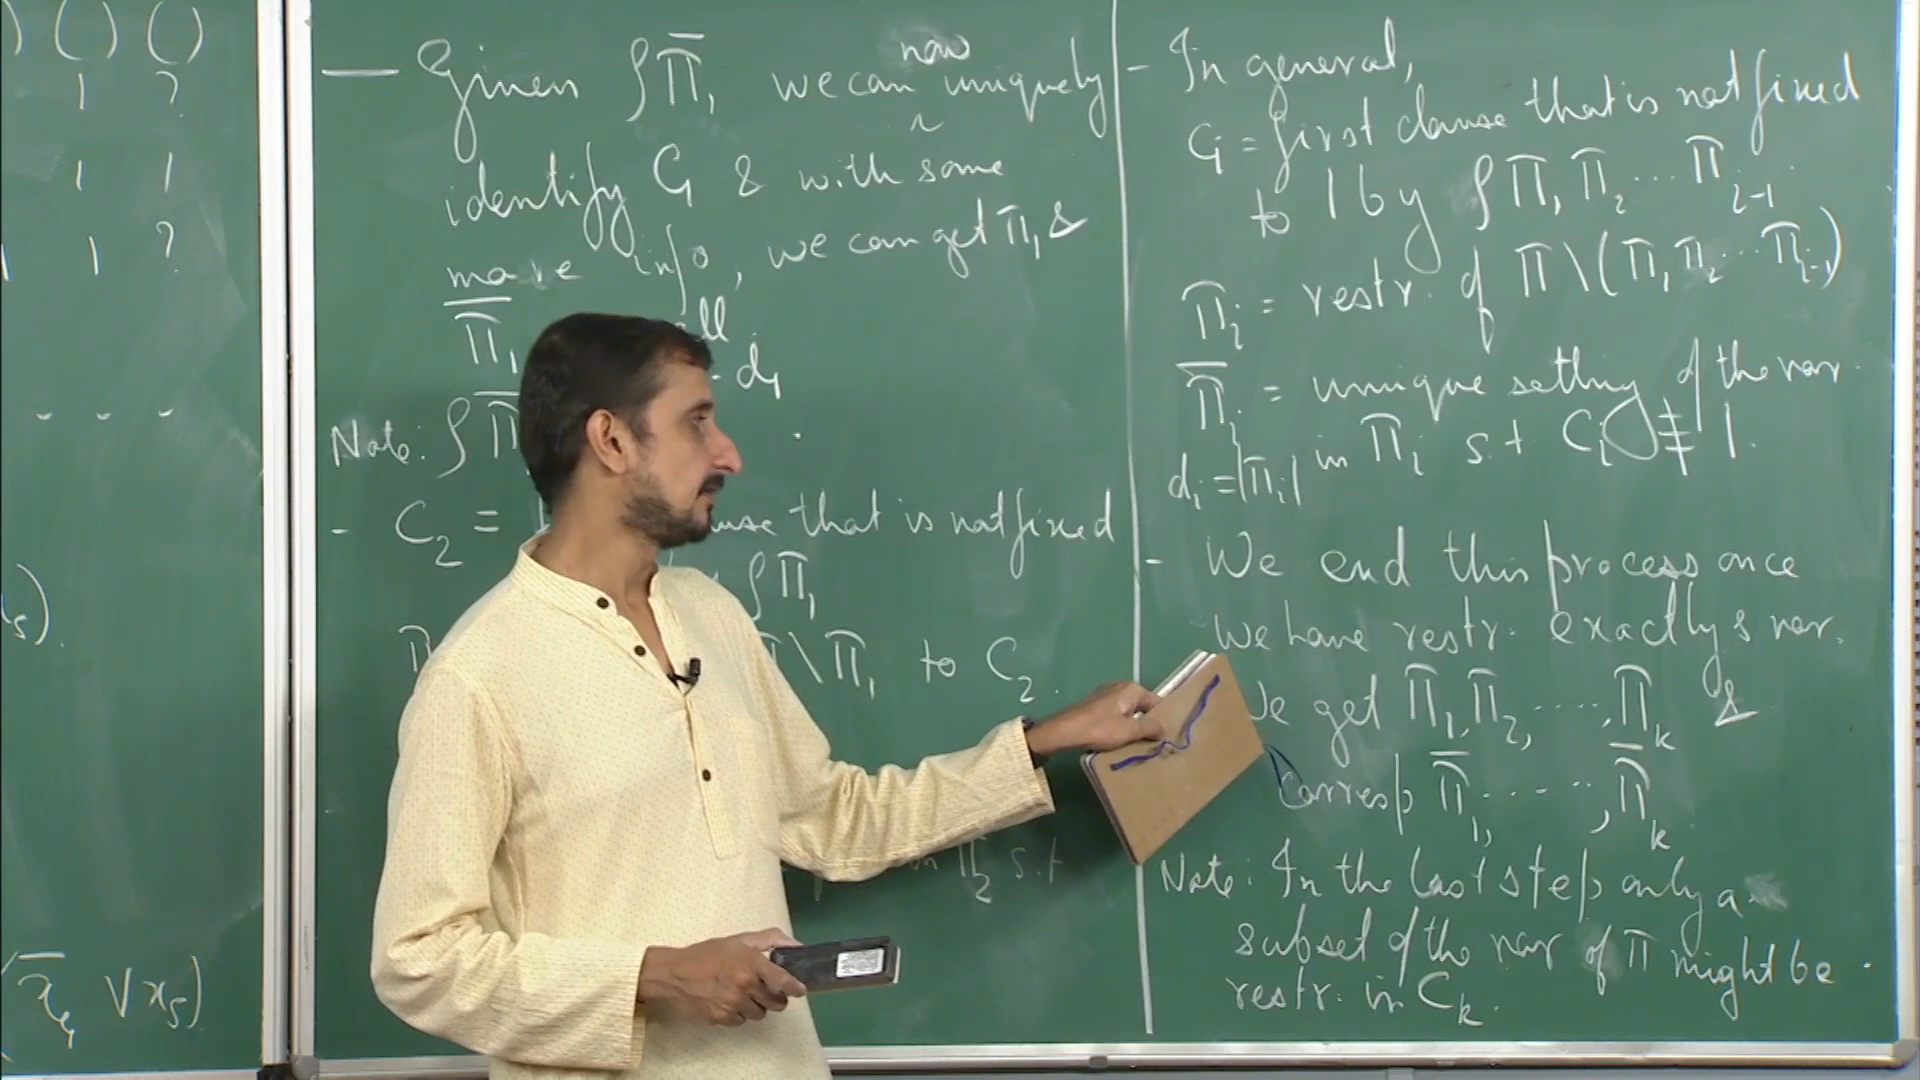 ) ( ) ( )
1 ?
1 1
1 1 ?
- - -
s).
( x̄₄ ∨ x₅)
— Given ρ π̄₁ we can now uniquely
identify C₁ & with some
more info, we can get π₁ &
π̄₁ ll
d₁
Note: ρ π̄
- C₂ = clause that is not fixed
ρ π̄₁
π \ π₁ to C₂.
in π₂ s.t
- In general,
Cᵢ = first clause that is not fixed
to 1 by ρ π̄₁ π̄₂ ... π̄ᵢ₋₁.
πᵢ = restr. of π \ (π₁ π₂ ... πᵢ₋₁)
π̄ᵢ = unique setting of the var.
in πᵢ s.t Cᵢ ≢ 1.
dᵢ = |πᵢ|
- We end this process once
we have restr. exactly s var.
We get π₁, π₂, ...., πₖ &
corresp π̄₁, ...., π̄ₖ.
Note: In the last step only a
subset of the var of π might be
restr. in Cₖ.